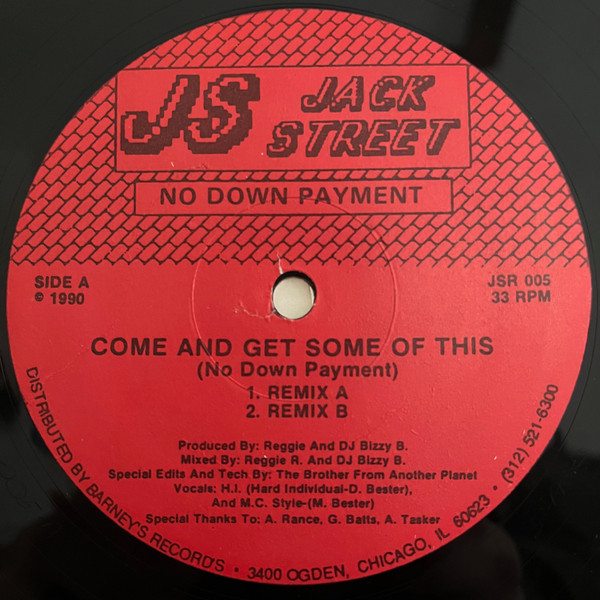 JS JACK
STREET
NO DOWN PAYMENT
SIDE A
℗ 1990
JSR 005
33 RPM
COME AND GET SOME OF THIS
(No Down Payment)
1. REMIX A
2. REMIX B
Produced By: Reggie And DJ Bizzy B.
Mixed By: Reggie R. And DJ Bizzy B.
Special Edits And Tech By: The Brother From Another Planet
Vocals: H.I. (Hard Individual-D. Bester),
And M.C. Style-(M. Bester)
Special Thanks To: A. Rance, G. Balts, A. Tasker
DISTRIBUTED BY BARNEY'S RECORD'S • 3400 OGDEN, CHICAGO, IL 60623 • (312) 521-6300